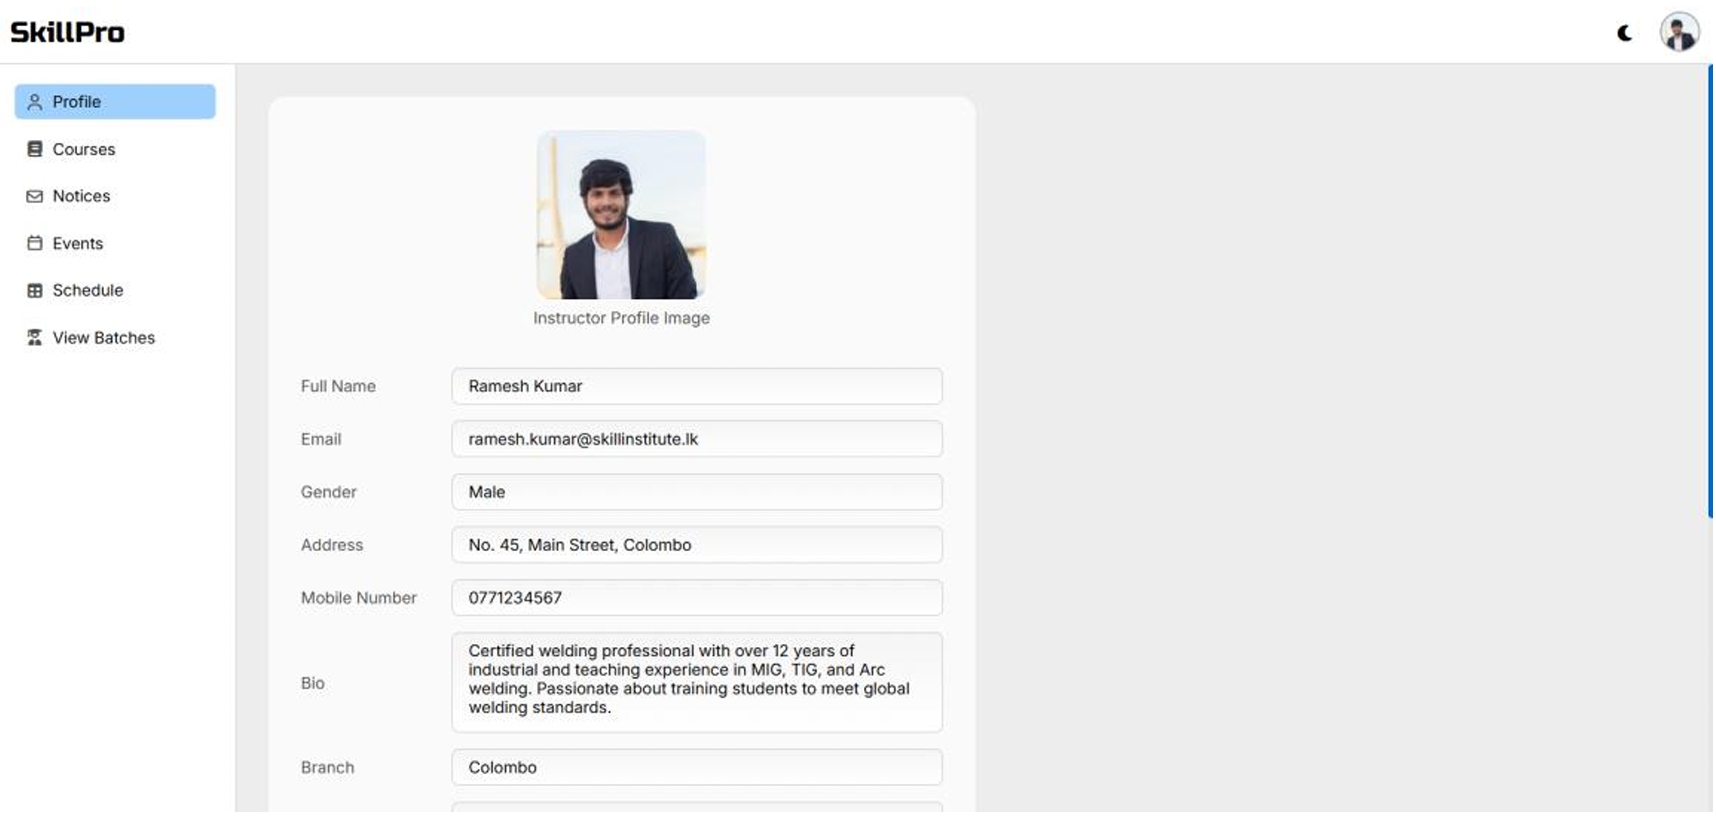 SkillPro
Profile
Courses
Notices
Events
Schedule
View Batches
Instructor Profile Image
Full Name
Ramesh Kumar
Email
ramesh.kumar@skillinstitute.lk
Gender
Male
Address
No. 45, Main Street, Colombo
Mobile Number
0771234567
Bio
Certified welding professional with over 12 years of
industrial and teaching experience in MIG, TIG, and Arc
welding. Passionate about training students to meet global
welding standards.
Branch
Colombo